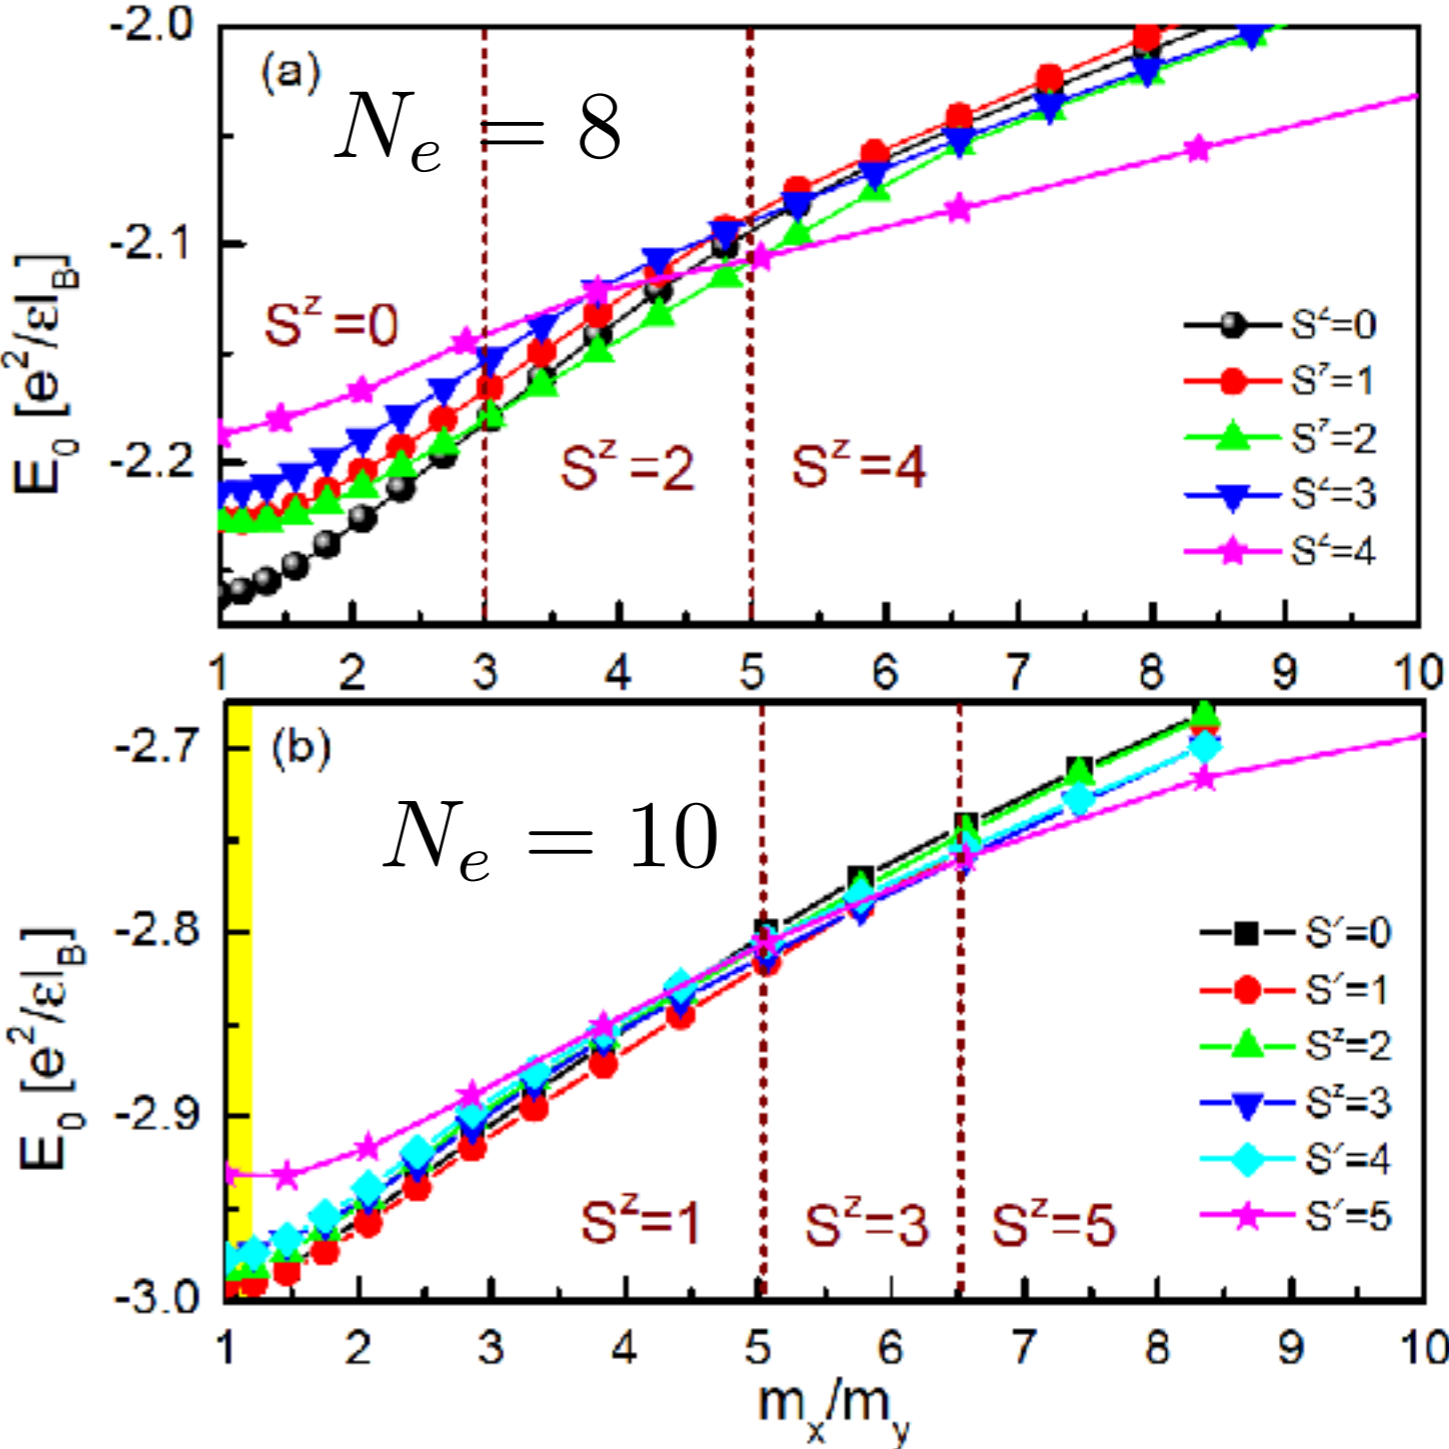 -2.0
(a)
N_e = 8
-2.1
S^z=0
-2.2
S^z=2
S^z=4
E_0 [e^2/εl_B]
S^z=0
S^z=1
S^z=2
S^z=3
S^z=4
1 2 3 4 5 6 7 8 9 10
-2.7
(b)
N_e = 10
-2.8
-2.9
-3.0
S^z=1
S^z=3
S^z=5
E_0 [e^2/εl_B]
S^z=0
S^z=1
S^z=2
S^z=3
S^z=4
S^z=5
1 2 3 4 5 6 7 8 9 10
m_x/m_y